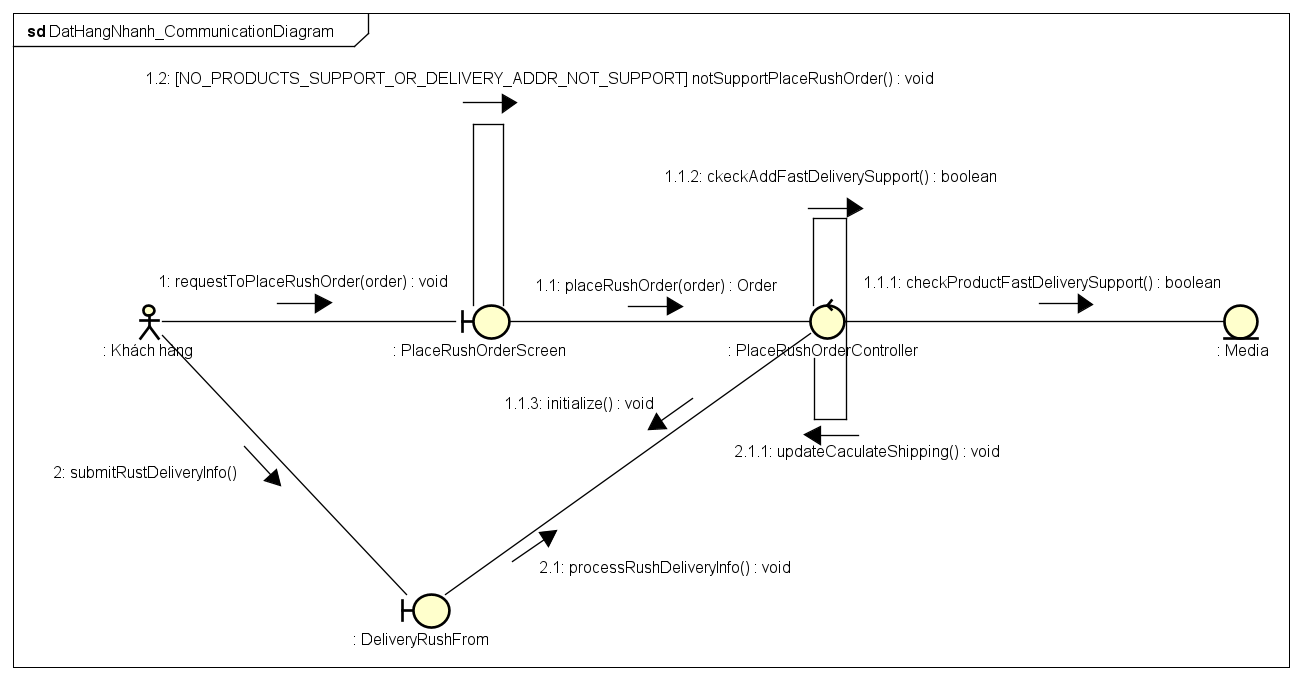 sd DatHangNhanh_CommunicationDiagram
1.2: [NO_PRODUCTS_SUPPORT_OR_DELIVERY_ADDR_NOT_SUPPORT] notSupportPlaceRushOrder() : void
1.1.2: ckeckAddFastDeliverySupport() : boolean
1: requestToPlaceRushOrder(order) : void
1.1: placeRushOrder(order) : Order
1.1.1: checkProductFastDeliverySupport() : boolean
: Khách hàng
: PlaceRushOrderScreen
: PlaceRushOrderController
: Media
1.1.3: initialize() : void
2.1.1: updateCaculateShipping() : void
2: submitRustDeliveryInfo()
2.1: processRushDeliveryInfo() : void
: DeliveryRushFrom